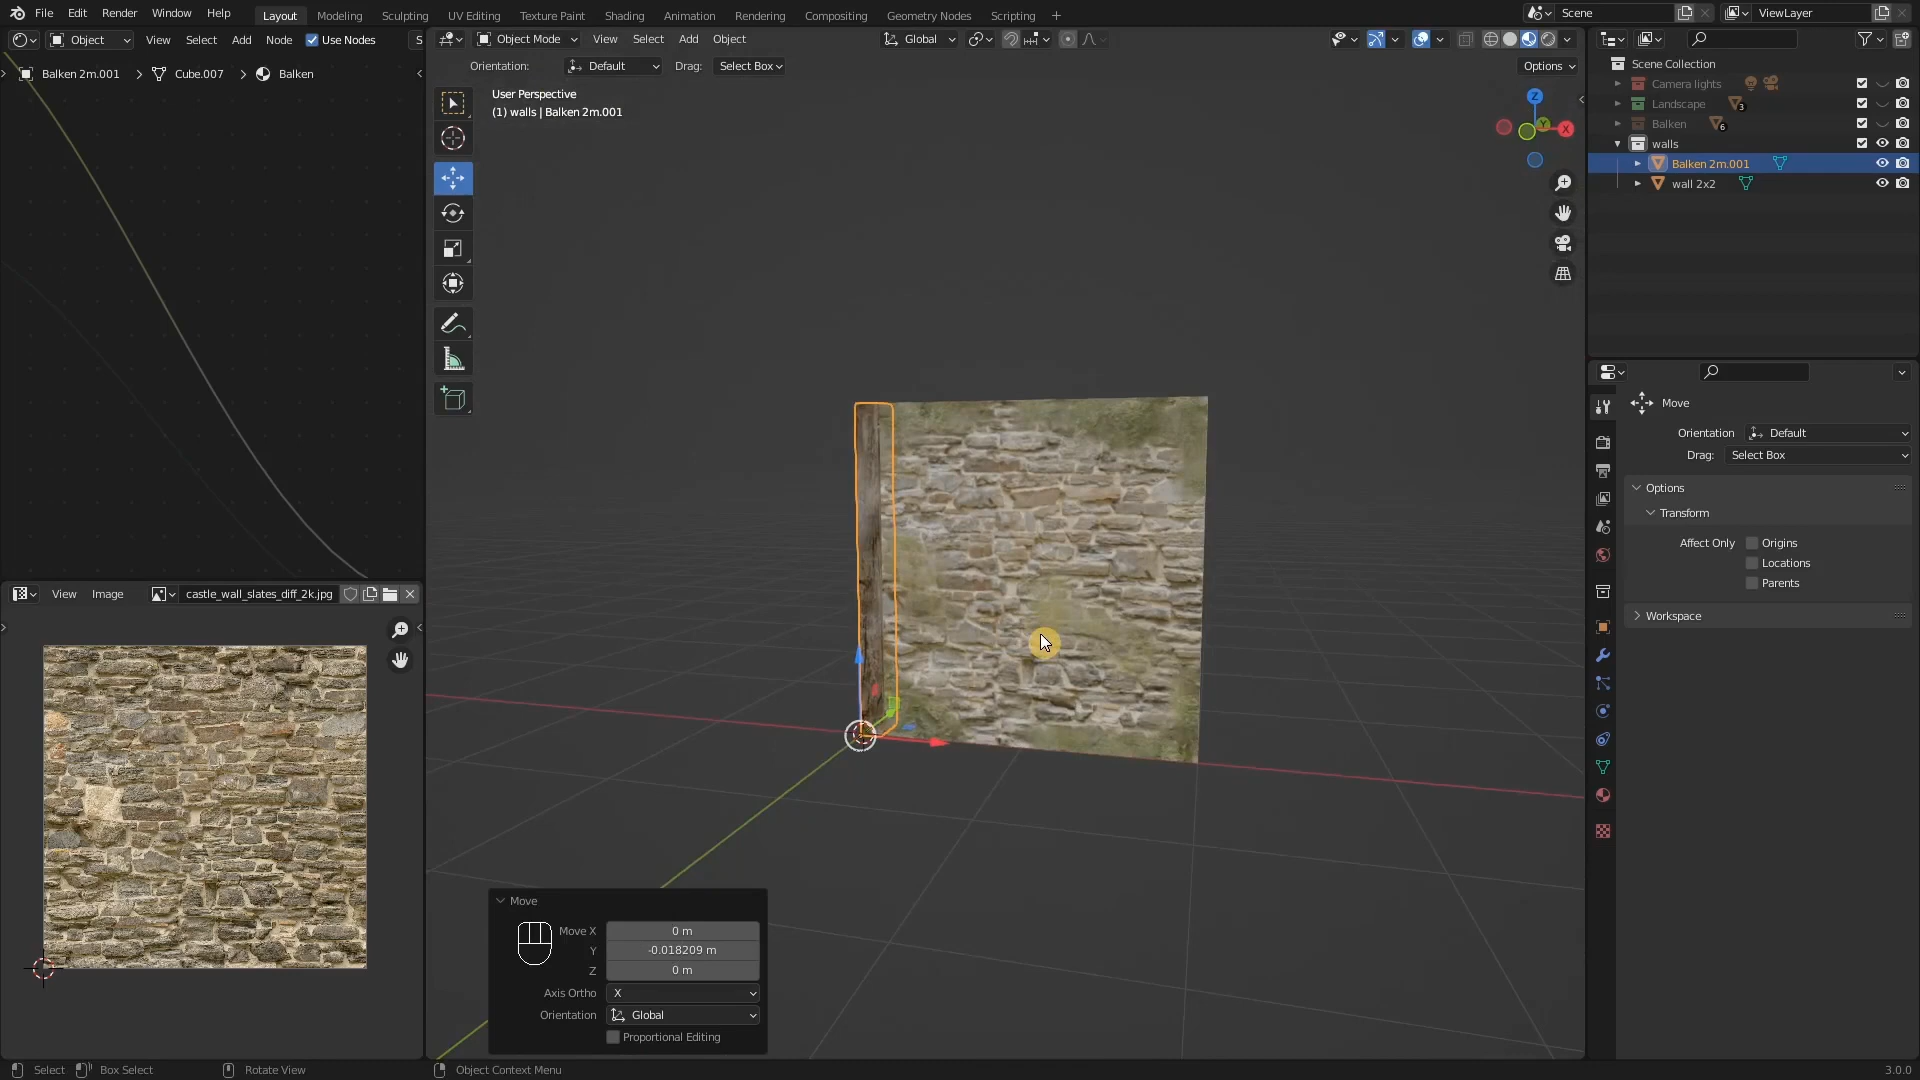 File Edit Render Window Help Layout Modeling Sculpting UV Editing Texture Paint Shading Animation Rendering Compositing Geometry Nodes Scripting + Scene ViewLayer
Object View Select Add Node Use Nodes S
Object Mode View Select Add Object Global
Balken 2m.001 > Cube.007 > Balken
Orientation: Default Drag: Select Box Options
User Perspective
(1) walls | Balken 2m.001
Z
Y
X
Scene Collection
Camera lights
Landscape 3
Balken 6
walls
Balken 2m.001
wall 2x2
Move
Orientation Default
Drag: Select Box
Options
Transform
Affect Only Origins
Locations
Parents
Workspace
View Image castle_wall_slates_diff_2k.jpg
Move
Move X 0 m
Y -0.018209 m
Z 0 m
Axis Ortho X
Orientation Global
Proportional Editing
Select Box Select Rotate View Object Context Menu 3.0.0